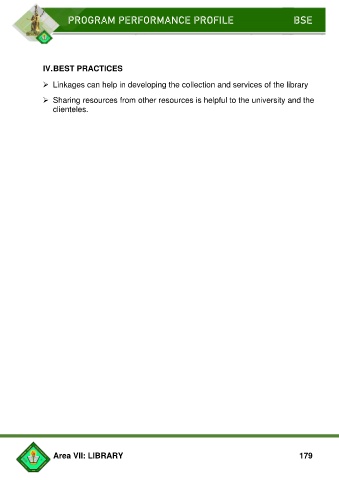 PROGRAM PERFORMANCE PROFILE BSE
IV.BEST PRACTICES
➢ Linkages can help in developing the collection and services of the library
➢ Sharing resources from other resources is helpful to the university and the
clienteles.
Area VII: LIBRARY 179